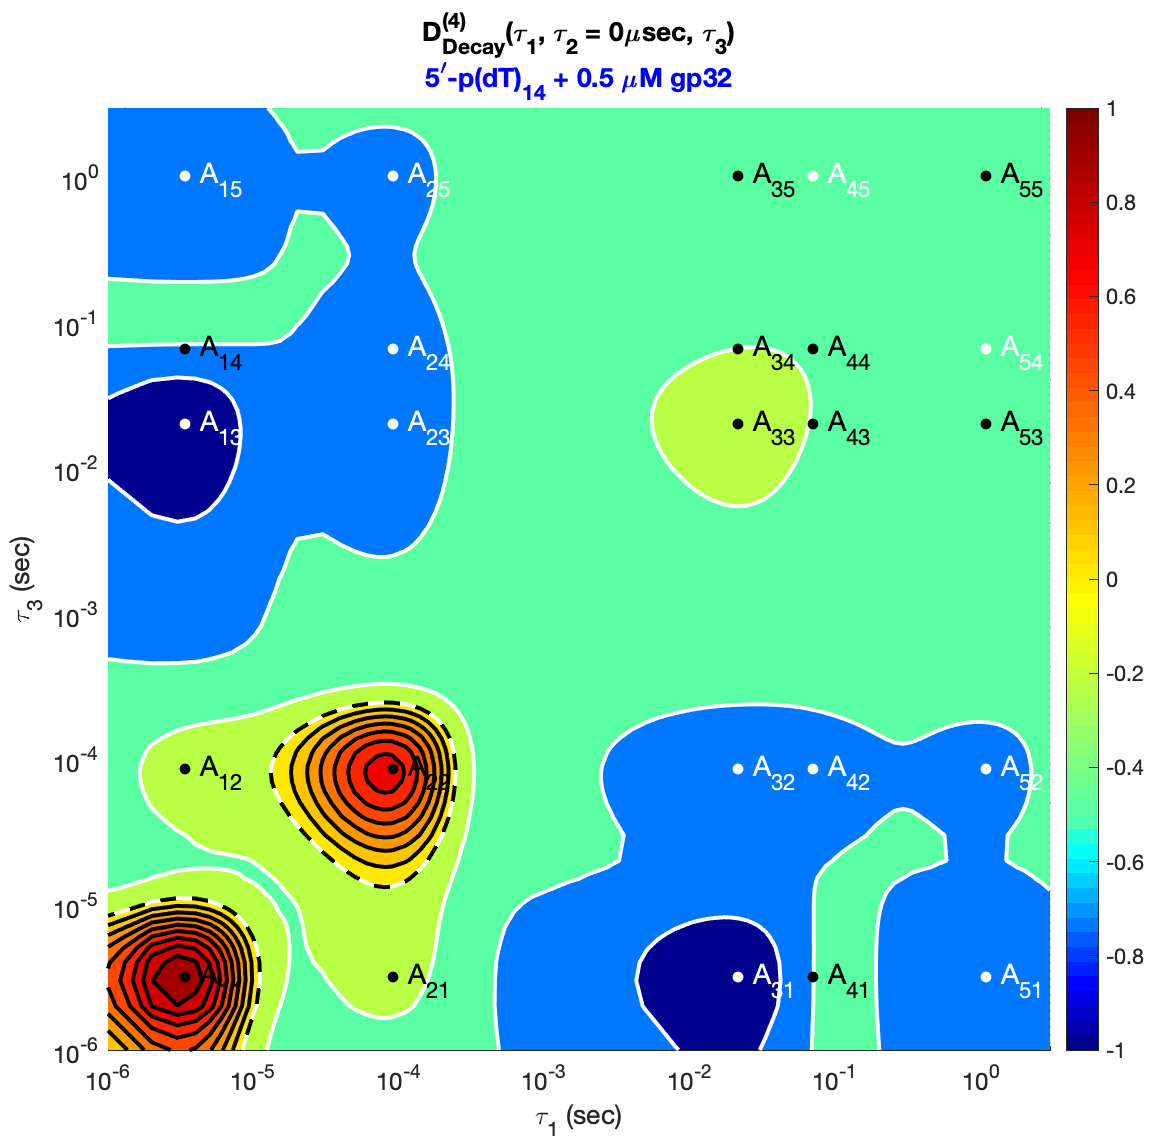 D(4)Decay(τ1, τ2 = 0μsec, τ3)
5′-p(dT)14 + 0.5 μM gp32
10^0
10^-1
10^-2
10^-3
10^-4
10^-5
10^-6
τ3 (sec)
A15 A25 A35 A45 A55
A14 A24 A34 A44 A54
A13 A23 A33 A43 A53
A12 A22 A32 A42 A52
A21 A31 A41 A51
10^-6 10^-5 10^-4 10^-3 10^-2 10^-1 10^0
τ1 (sec)
1
0.8
0.6
0.4
0.2
0
-0.2
-0.4
-0.6
-0.8
-1